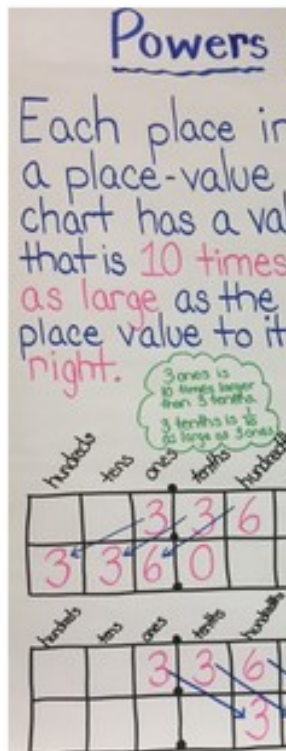 Powers
Each place in
a place-value
chart has a val
that is 10 times
as large as the
place value to it
right.
3 ones is
10 times larger
than 3 tenths.
3 tenths is 1/10
as large as 3 ones
hundreds tens ones tenths hundredth
3 3 6
3 3 6 0
hundreds tens ones tenths hundredth
3 3 6
3